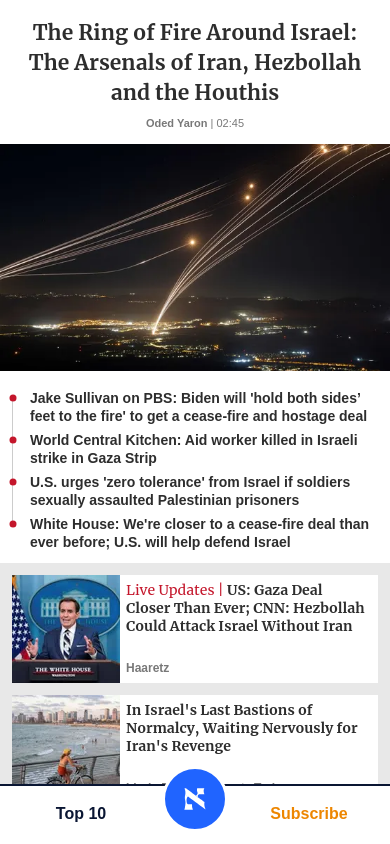 The Ring of Fire Around Israel:
The Arsenals of Iran, Hezbollah
and the Houthis
Oded Yaron | 02:45
Jake Sullivan on PBS: Biden will 'hold both sides’
feet to the fire' to get a cease-fire and hostage deal
World Central Kitchen: Aid worker killed in Israeli
strike in Gaza Strip
U.S. urges 'zero tolerance' from Israel if soldiers
sexually assaulted Palestinian prisoners
White House: We're closer to a cease-fire deal than
ever before; U.S. will help defend Israel
Live Updates | US: Gaza Deal
Closer Than Ever; CNN: Hezbollah
Could Attack Israel Without Iran
THE WHITE HOUSE
WASHINGTON
Haaretz
In Israel's Last Bastions of
Normalcy, Waiting Nervously for
Iran's Revenge
Top 10
Subscribe